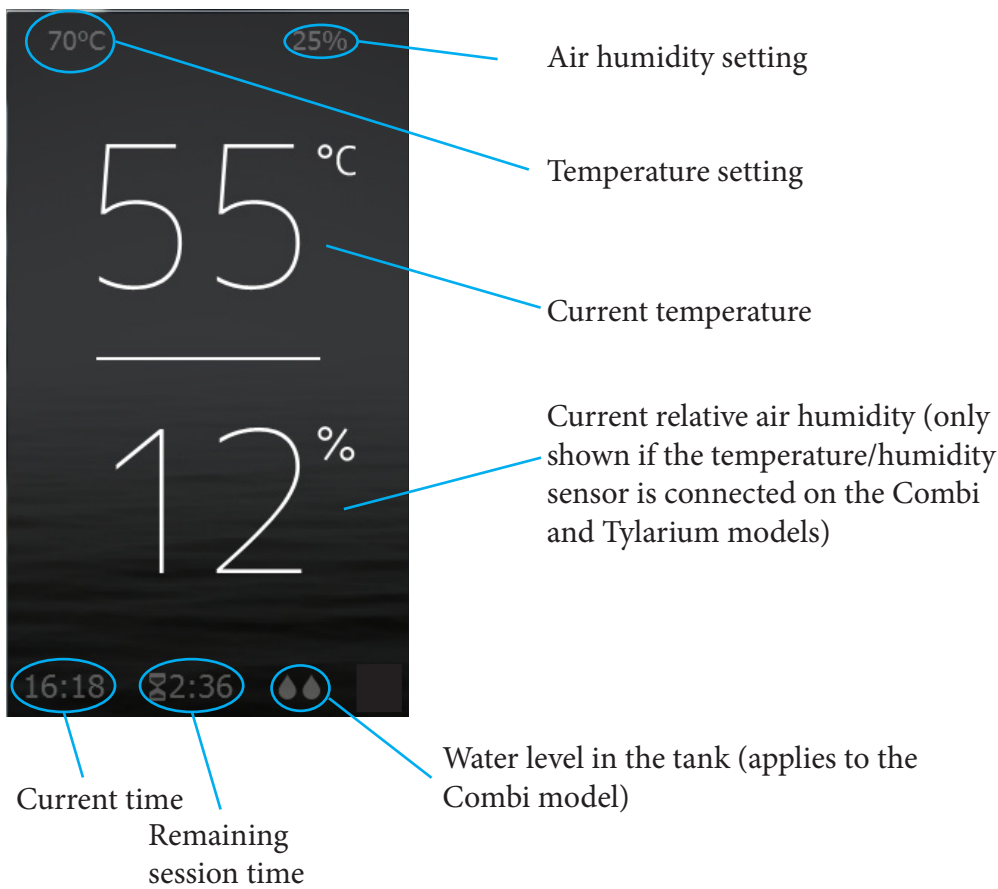 70°C
25%
Air humidity setting
Temperature setting
55 °C
Current temperature
12 %
Current relative air humidity (only
shown if the temperature/humidity
sensor is connected on the Combi
and Tylarium models)
16:18
2:36
Water level in the tank (applies to the
Combi model)
Current time
Remaining
session time